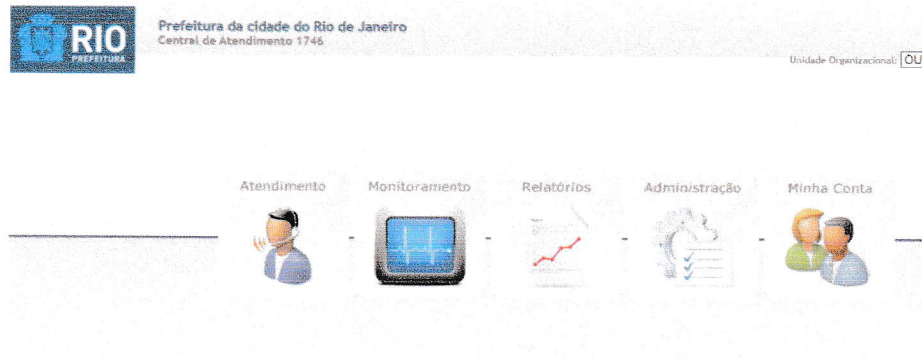 RIO
PREFEITURA
Prefeitura da cidade do Rio de Janeiro
Central de Atendimento 1746
Unidade Organizacional: OU
Atendimento
Monitoramento
Relatórios
Administração
Minha Conta